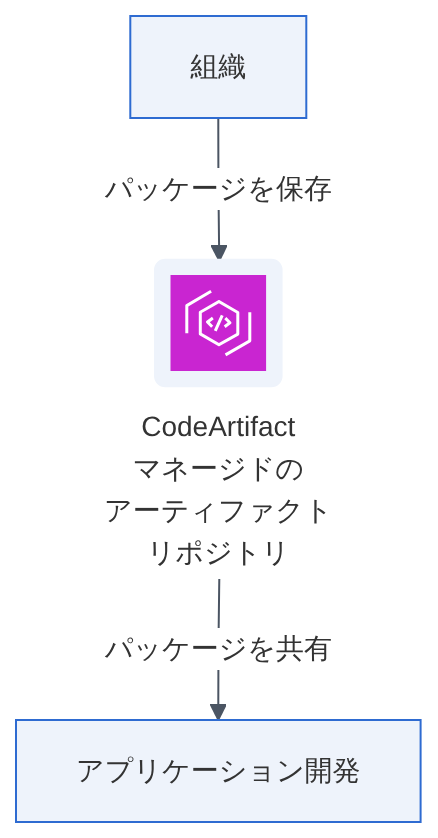 組織
パッケージを保存
CodeArtifact
マネージドの
アーティファクト
リポジトリ
パッケージを共有
アプリケーション開発